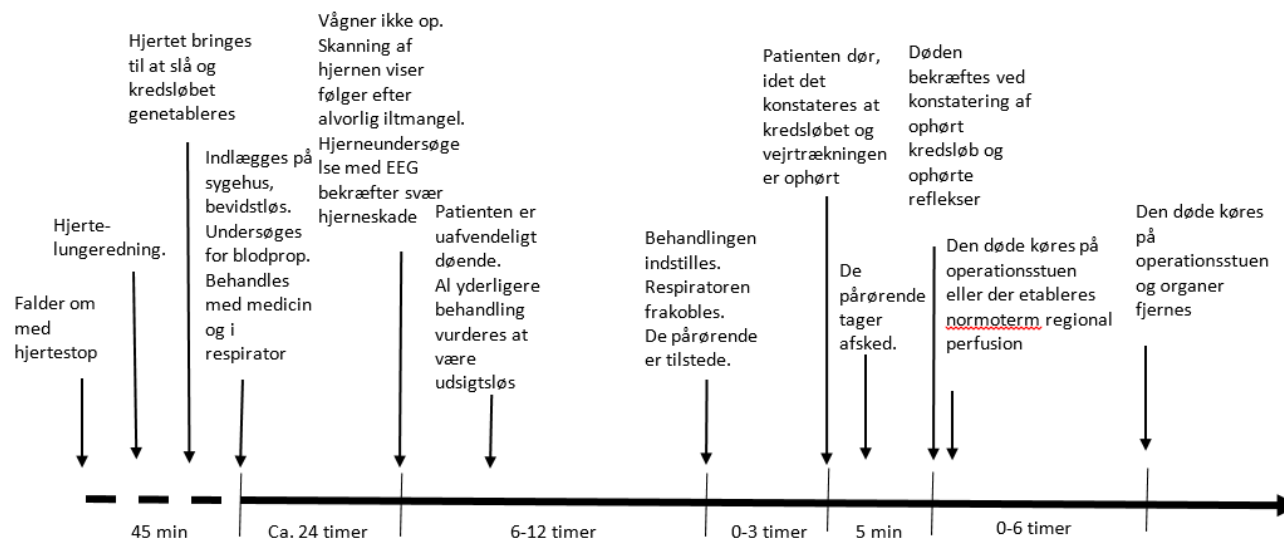 Falder om
med
hjertestop
Hjerte-
lungeredning.
Hjertet bringes
til at slå og
kredsløbet
genetableres
Indlægges på
sygehus,
bevidstløs.
Undersøges
for blodprop.
Behandles
med medicin
og i
respirator
Vågner ikke op.
Skanning af
hjernen viser
følger efter
alvorlig iltmangel.
Hjerneundersøge
lse med EEG
bekræfter svær
hjerneskade
Patienten er
uafvendeligt
døende.
Al yderligere
behandling
vurderes at
være
udsigtsløs
Behandlingen
indstilles.
Respiratoren
frakobles.
De pårørende
er tilstede.
Patienten dør,
idet det
konstateres at
kredsløbet og
vejrtrækningen
er ophørt
De
pårørende
tager
afsked.
Døden
bekræftes ved
konstatering af
ophørt
kredsløb og
ophørte
reflekser
Den døde køres på
operationsstuen
eller der etableres
normoterm regional
perfusion
Den døde køres
på
operationsstuen
og organer
fjernes
45 min
Ca. 24 timer
6-12 timer
0-3 timer
5 min
0-6 timer